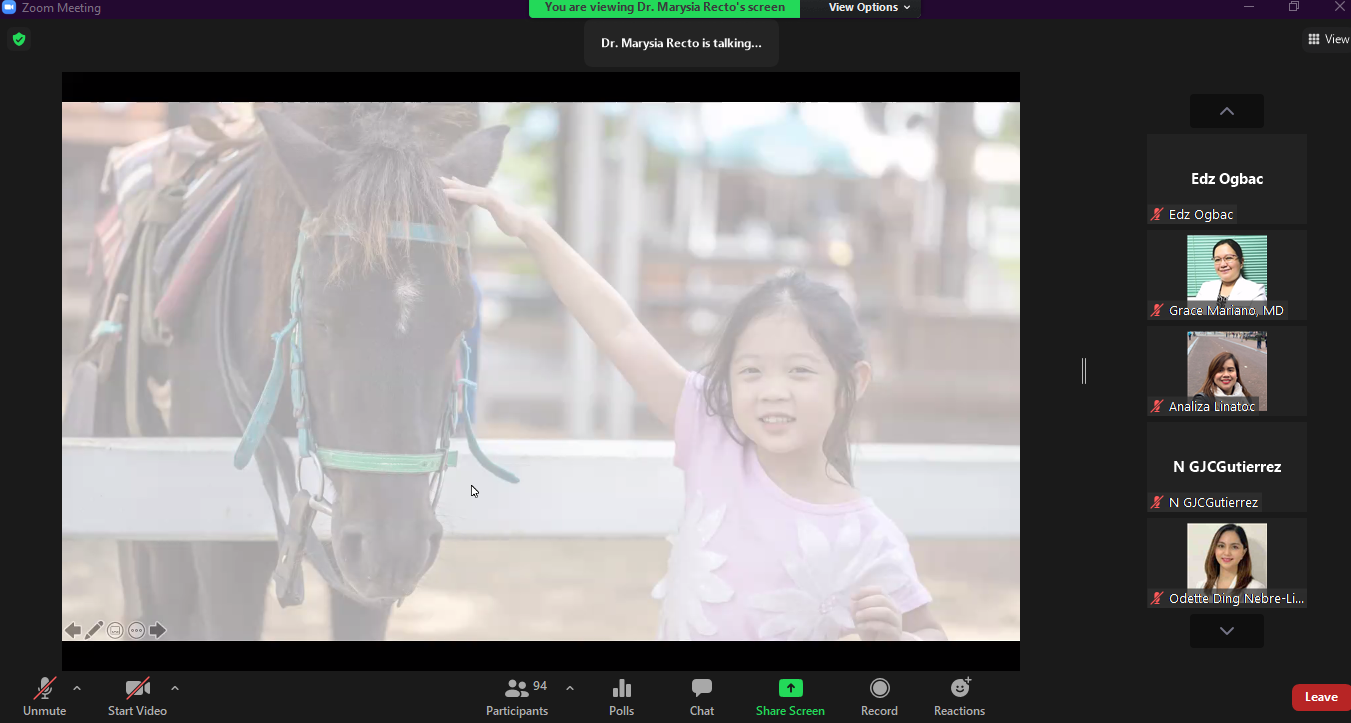 Zoom Meeting
You are viewing Dr. Marysia Recto's screen
View Options
Dr. Marysia Recto is talking...
View
Edz Ogbac
Edz Ogbac
Grace Mariano, MD
Analiza Linatoc
N GJCGutierrez
N GJCGutierrez
Odette Ding Nebre-Li...
Unmute
Start Video
94
Participants
Polls
Chat
Share Screen
Record
Reactions
Leave